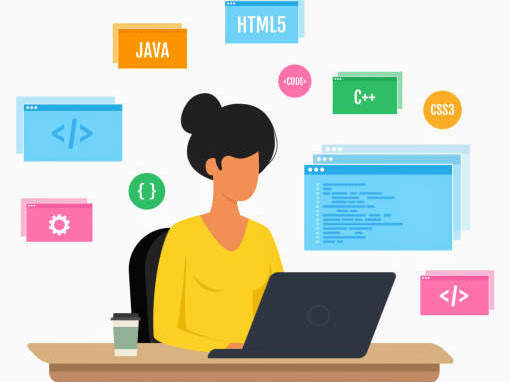 HTML5
JAVA
<CODE>
C++
CSS3
</>
{ }
</>